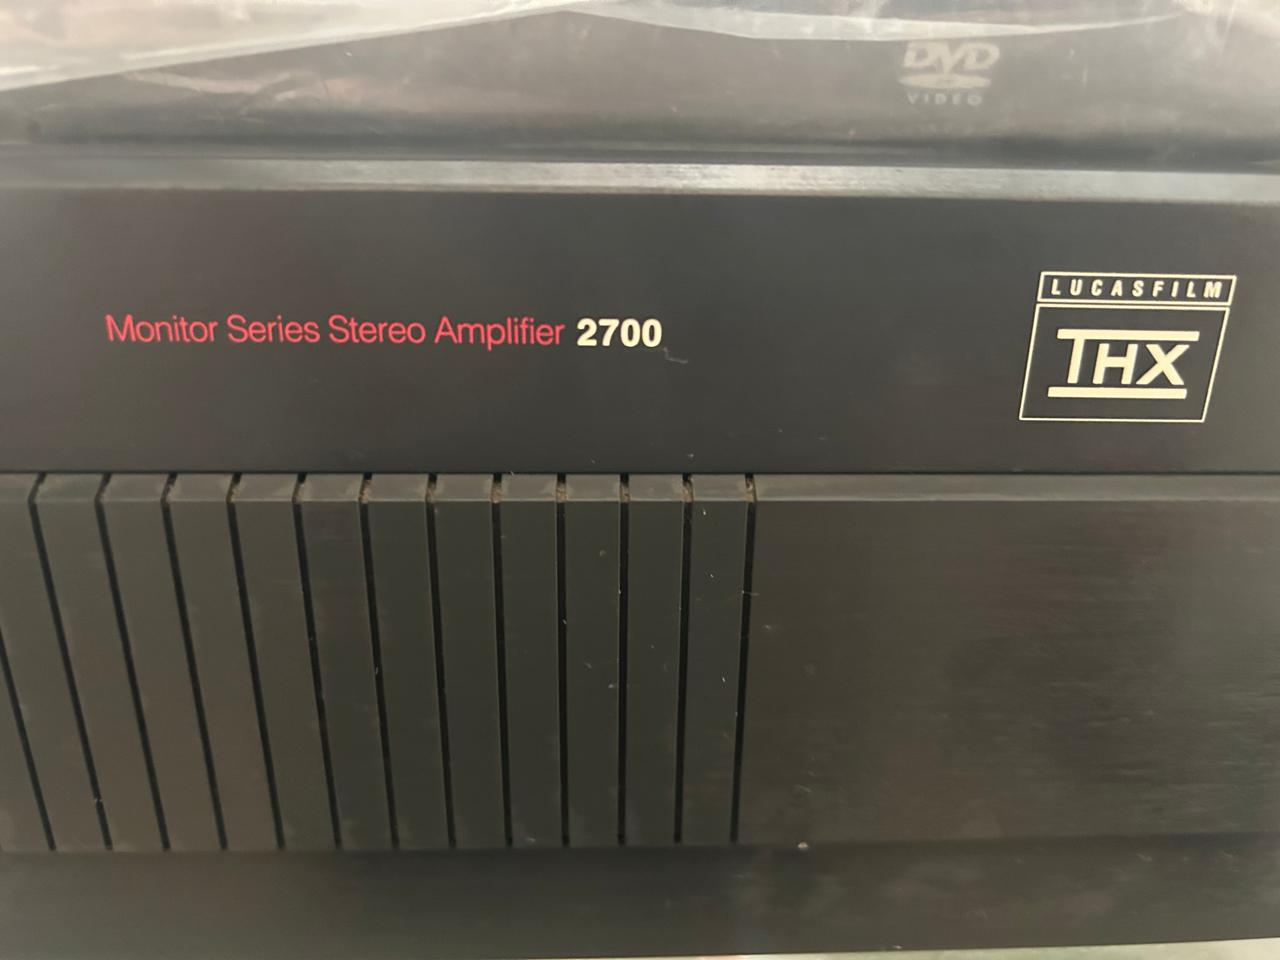 DVD
VIDEO
Monitor Series Stereo Amplifier 2700
LUCASFILM
THX